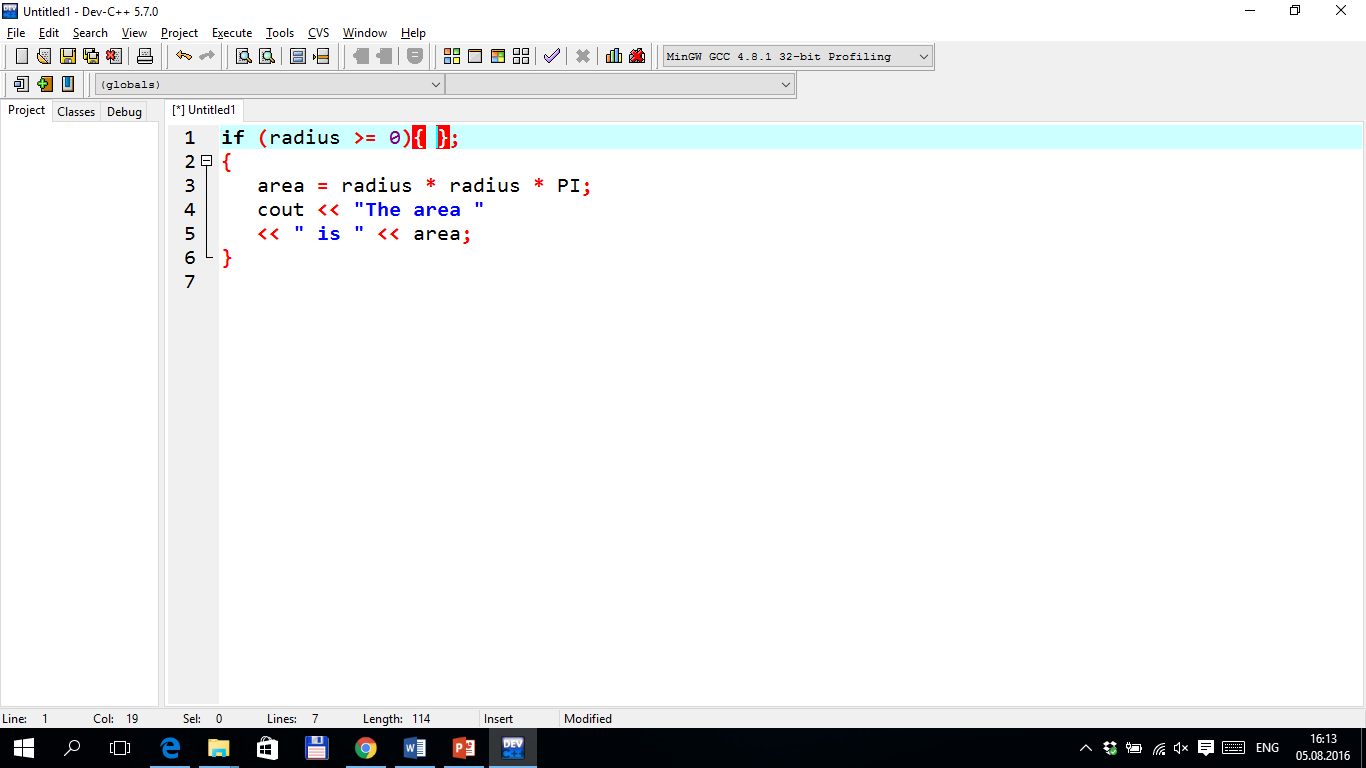 Untitled1 - Dev-C++ 5.7.0
File Edit Search View Project Execute Tools CVS Window Help
MinGW GCC 4.8.1 32-bit Profiling
(globals)
Project Classes Debug [*] Untitled1
1 if (radius >= 0){ };
2 {
3 area = radius * radius * PI;
4 cout << "The area "
5 << " is " << area;
6 }
7
Line: 1 Col: 19 Sel: 0 Lines: 7 Length: 114 Insert Modified
DEV
ENG 16:13
05.08.2016